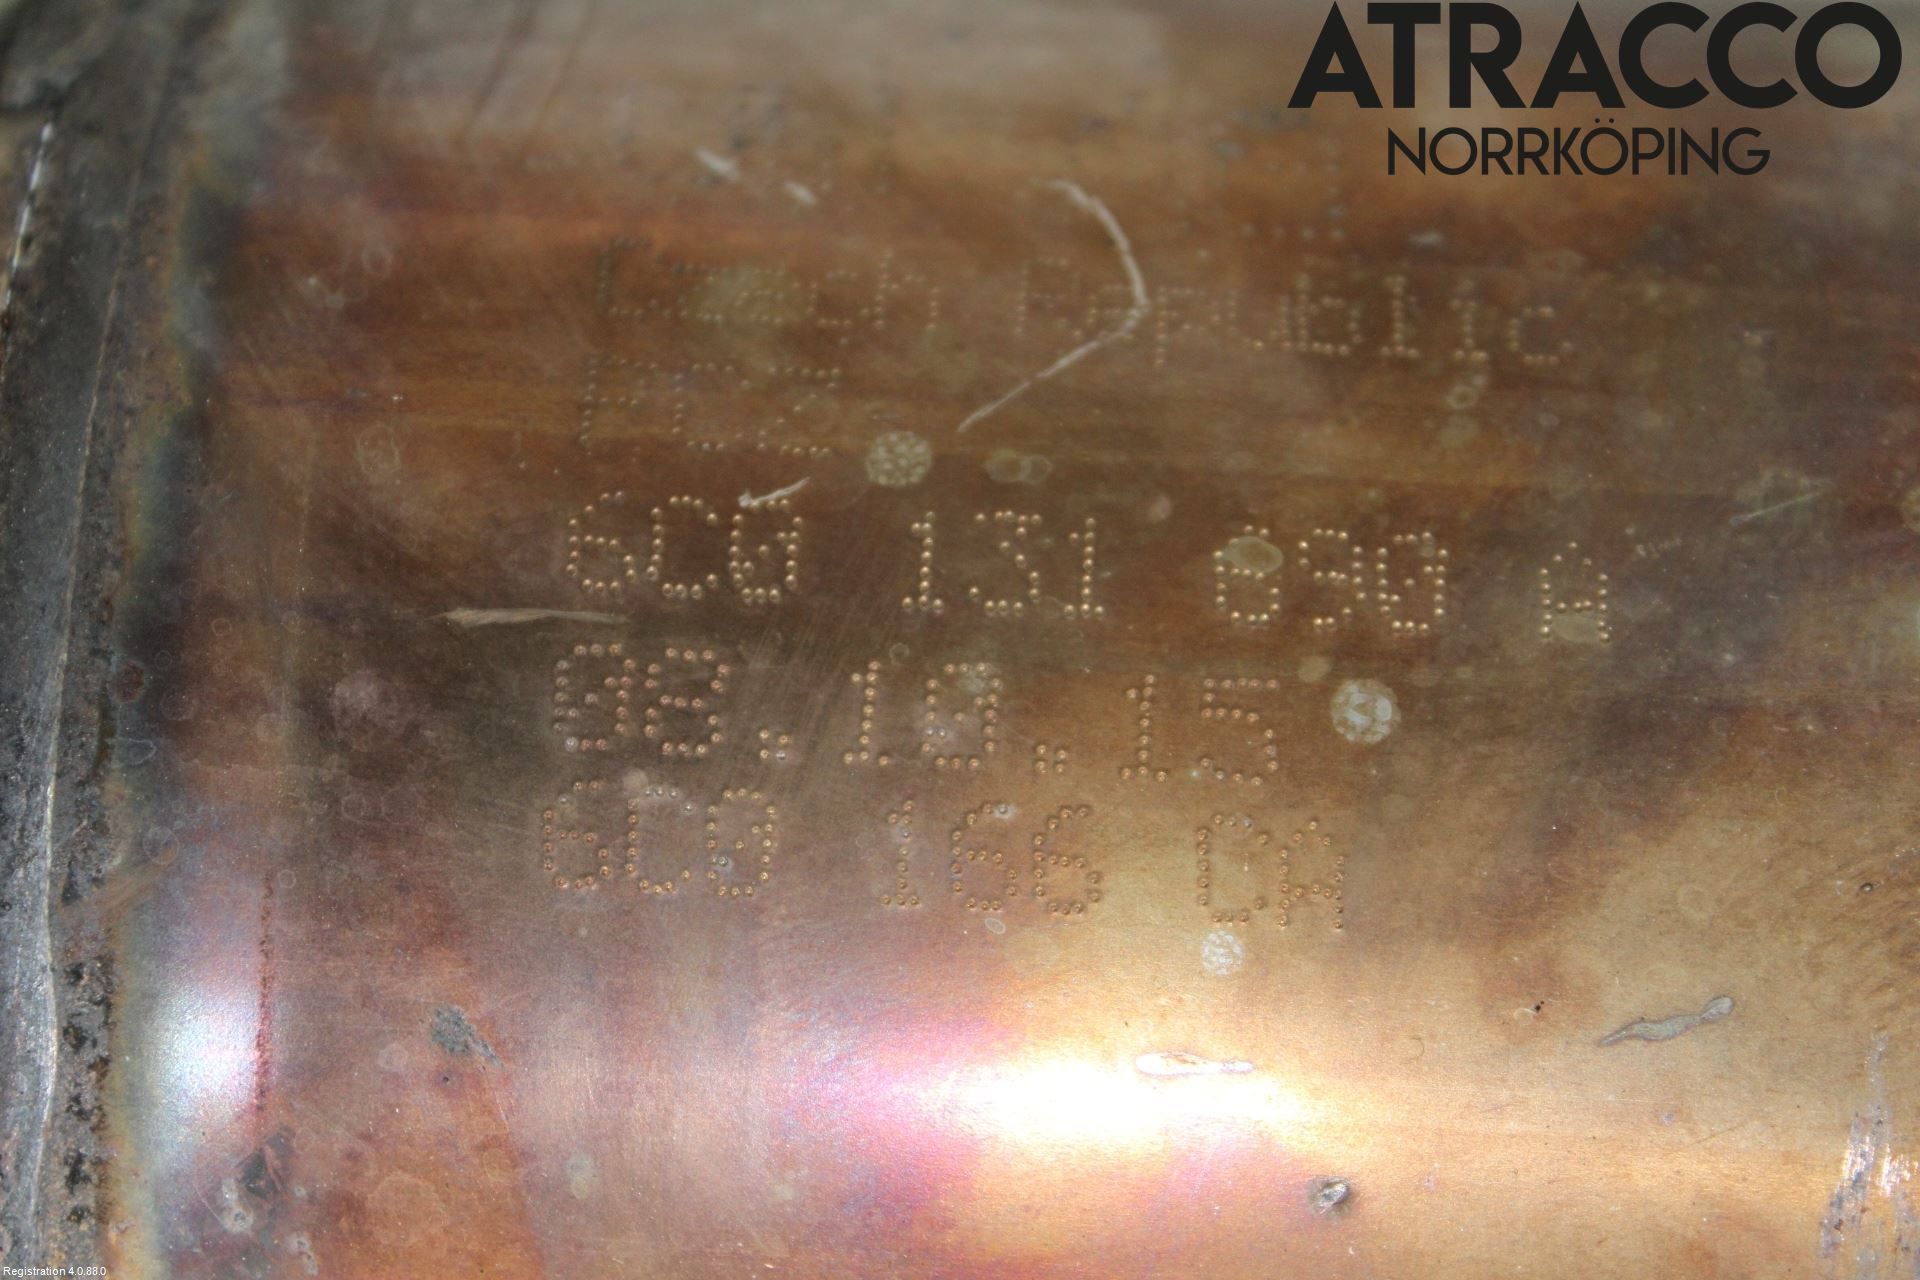 ATRACCO
NORRKÖPING
Czech Republic
6C0 131 690 A
08.10.15
6C0 166 CA
Registration 4.0.88.0